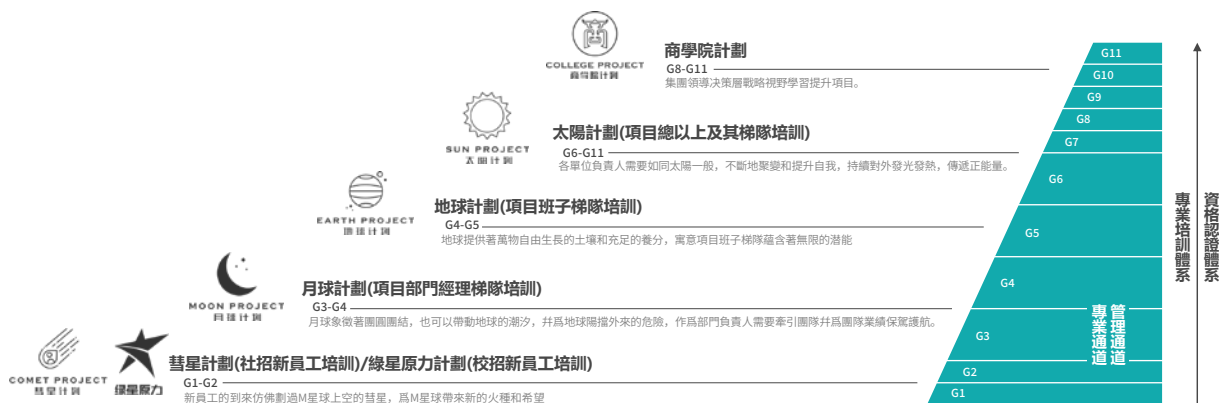 COLLEGE PROJECT
商學院計劃
商學院計劃
G8-G11
集團領導决策層戰略視野學習提升項目。
SUN PROJECT
太陽計劃
太陽計劃(項目總以上及其梯隊培訓)
G6-G11
各單位負責人需要如同太陽一般，不斷地聚變和提升自我，持續對外發光發熱，傳遞正能量。
EARTH PROJECT
地球計劃
地球計劃(項目班子梯隊培訓)
G4-G5
地球提供著萬物自由生長的土壤和充足的養分，寓意項目班子梯隊蘊含著無限的潜能
MOON PROJECT
月球計劃
月球計劃(項目部門經理梯隊培訓)
G3-G4
月球象徵著團圓團結，也可以帶動地球的潮汐，幷爲地球陽擋外來的危險，作爲部門負責人需要牽引團隊幷爲團隊業績保駕護航。
COMET PROJECT
彗星計劃
绿星原力
彗星計劃(社招新員工培訓)/綠星原力計劃(校招新員工培訓)
G1-G2
新員工的到來仿佛劃過M星球上空的彗星，爲M星球帶來新的火種和希望
G11
G10
G9
G8
G7
G6
G5
G4
G3
G2
G1
管理通道
專業通道
專業培訓體系
資格認證體系